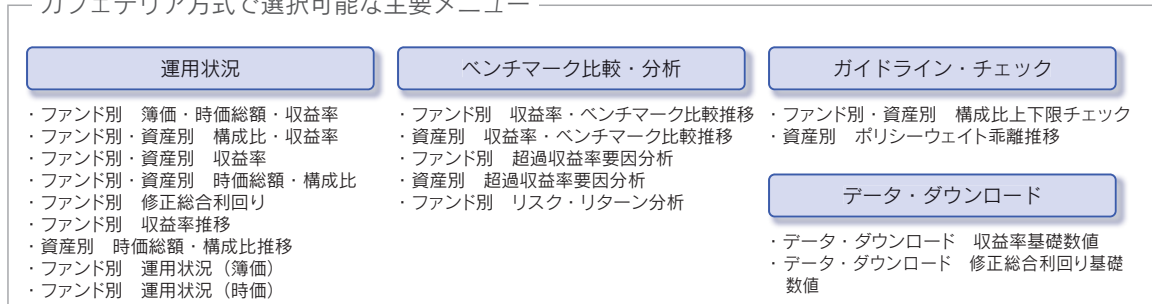 カフェテリア方式で選択可能な主要メニュー
運用状況
・ファンド別　簿価・時価総額・収益率
・ファンド別・資産別　構成比・収益率
・ファンド別・資産別　収益率
・ファンド別・資産別　時価総額・構成比
・ファンド別　修正総合利回り
・ファンド別　収益率推移
・資産別　時価総額・構成比推移
・ファンド別　運用状況（簿価）
・ファンド別　運用状況（時価）
ベンチマーク比較・分析
・ファンド別　収益率・ベンチマーク比較推移
・資産別　収益率・ベンチマーク比較推移
・ファンド別　超過収益率要因分析
・資産別　超過収益率要因分析
・ファンド別　リスク・リターン分析
ガイドライン・チェック
・ファンド別・資産別　構成比上下限チェック
・資産別　ポリシーウェイト乖離推移
データ・ダウンロード
・データ・ダウンロード　収益率基礎数値
・データ・ダウンロード　修正総合利回り基礎
数値